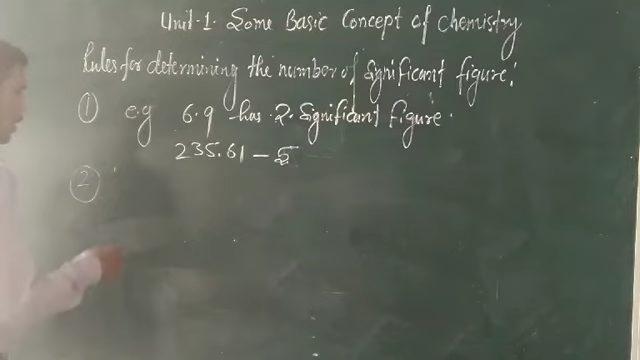 Unit-1. Some Basic Concept of Chemistry
Rules for determining the number of significant figure:
① e.g 6.9 has 2. Significant figure.
235.61 - 5
②